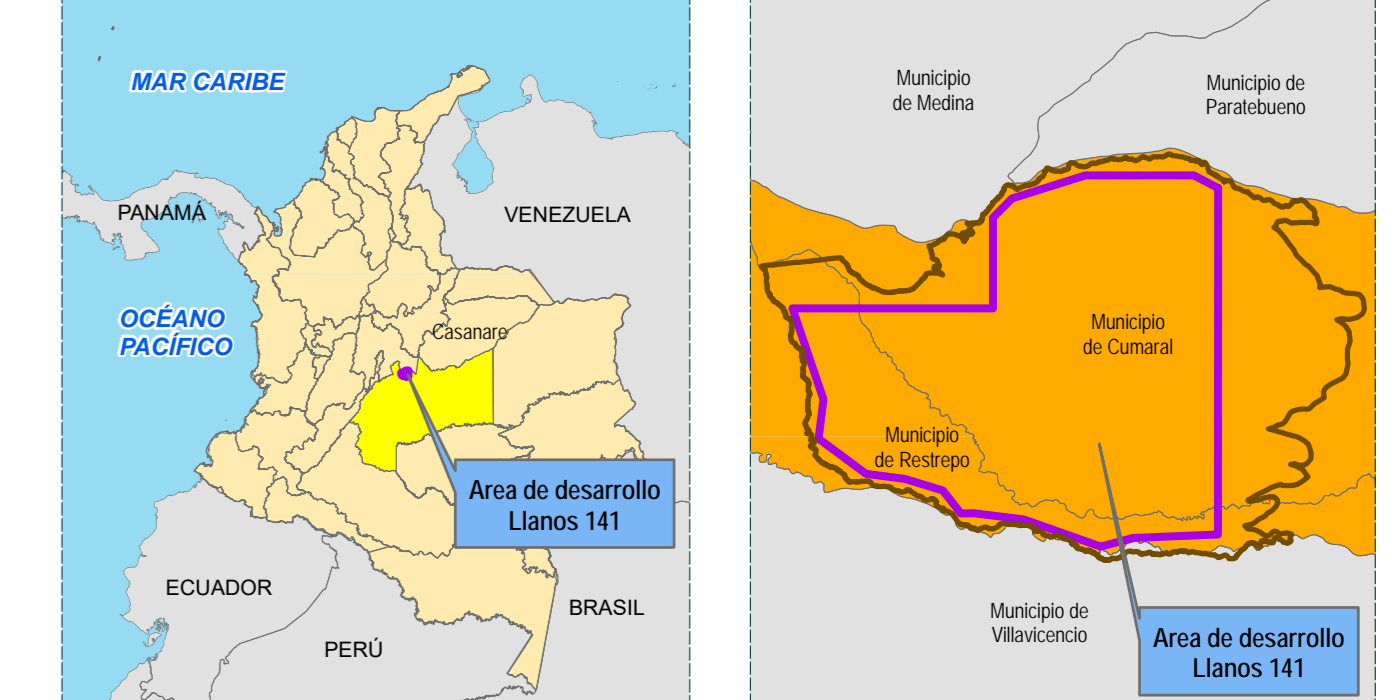 MAR CARIBE
PANAMÁ
VENEZUELA
OCÉANO
PACÍFICO
Casanare
Area de desarrollo
Llanos 141
ECUADOR
BRASIL
PERÚ
Municipio
de Medina
Municipio de
Paratebueno
Municipio
de Cumaral
Municipio
de Restrepo
Municipio de
Villavicencio
Area de desarrollo
Llanos 141